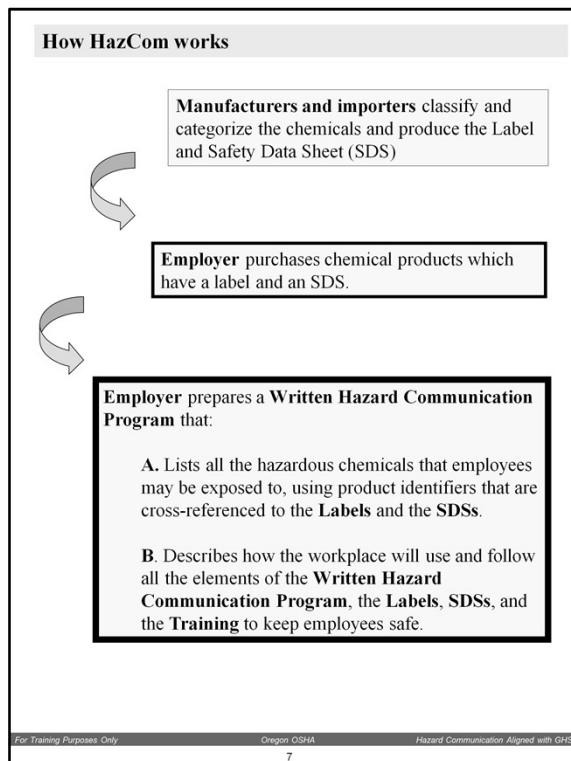 How HazCom works
Manufacturers and importers classify and
categorize the chemicals and produce the Label
and Safety Data Sheet (SDS)
Employer purchases chemical products which
have a label and an SDS.
Employer prepares a Written Hazard Communication
Program that:
A. Lists all the hazardous chemicals that employees
may be exposed to, using product identifiers that are
cross-referenced to the Labels and the SDSs.
B. Describes how the workplace will use and follow
all the elements of the Written Hazard
Communication Program, the Labels, SDSs, and
the Training to keep employees safe.
For Training Purposes Only Oregon OSHA Hazard Communication Aligned with GHS
7